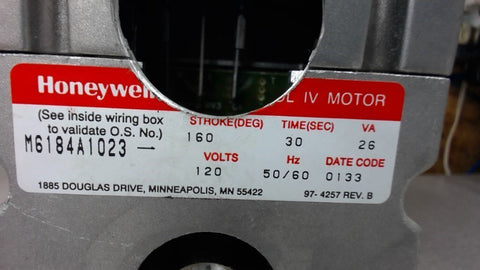 Honeywell IV MOTOR
(See inside wiring box
to validate O.S. No.)
M6184A1023
STROKE(DEG) TIME(SEC) VA
160 30 26
VOLTS Hz DATE CODE
120 50/60 0133
1885 DOUGLAS DRIVE, MINNEAPOLIS, MN 55422
97-4257 REV. B